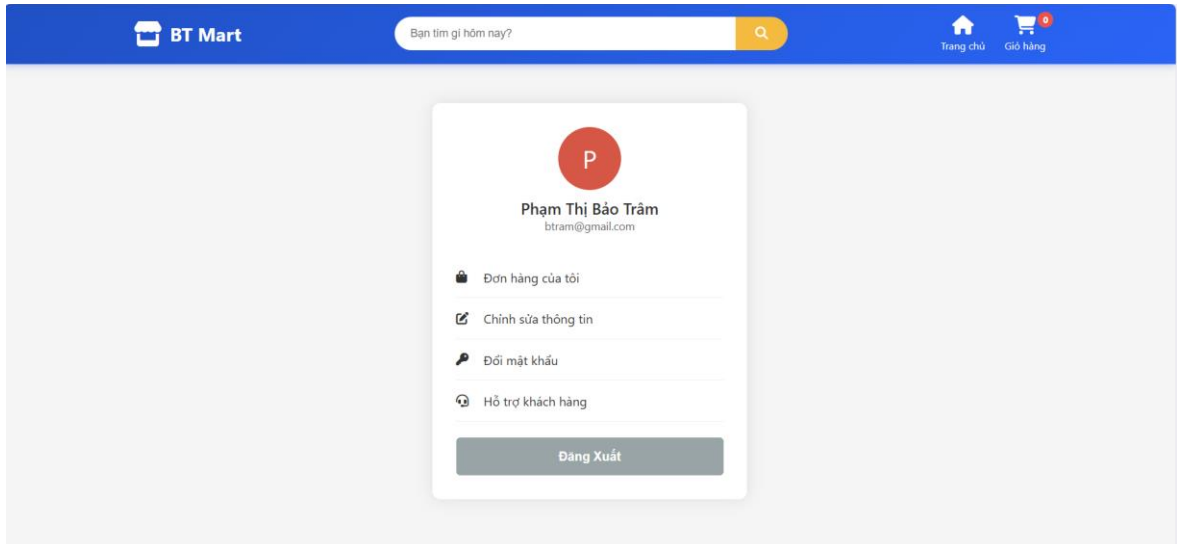 BT Mart
Bạn tìm gì hôm nay?
0
Trang chủ
Giỏ hàng
P
Phạm Thị Bảo Trâm
btram@gmail.com
Đơn hàng của tôi
Chỉnh sửa thông tin
Đổi mật khẩu
Hỗ trợ khách hàng
Đăng Xuất